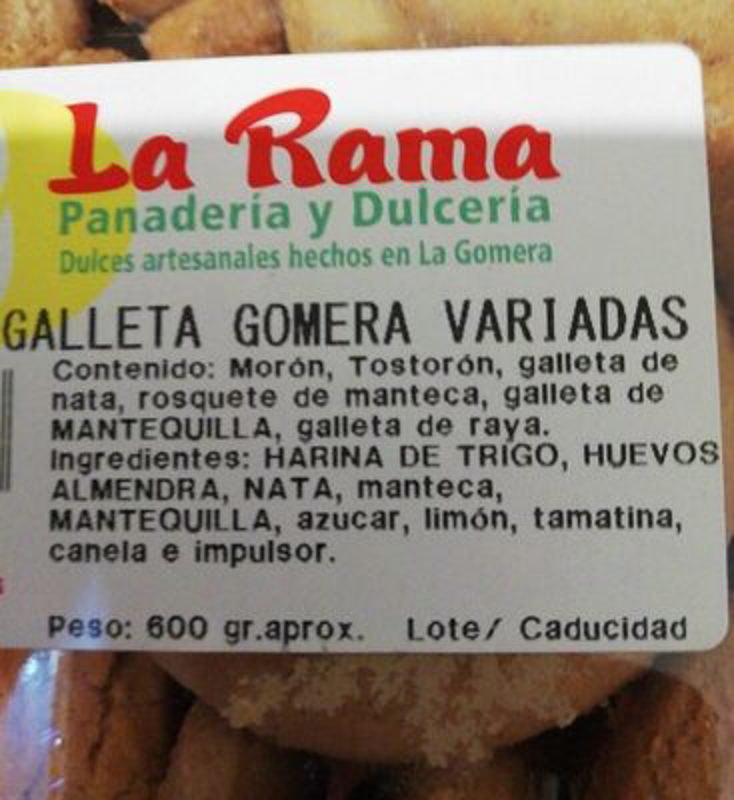 La Rama
Panadería y Dulcería
Dulces artesanales hechos en La Gomera
GALLETA GOMERA VARIADAS
Contenido: Morón, Tostorón, galleta de
nata, rosquete de manteca, galleta de
MANTEQUILLA, galleta de raya.
Ingredientes: HARINA DE TRIGO, HUEVOS
ALMENDRA, NATA, manteca,
MANTEQUILLA, azucar, limón, tamatina,
canela e impulsor.
Peso: 600 gr.aprox. Lote/ Caducidad